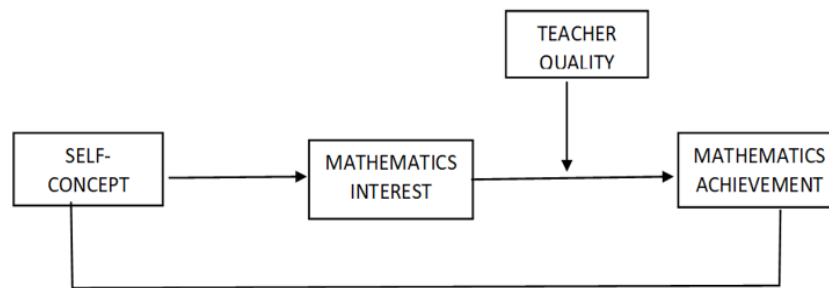 TEACHER
QUALITY
SELF-
CONCEPT
MATHEMATICS
INTEREST
MATHEMATICS
ACHIEVEMENT